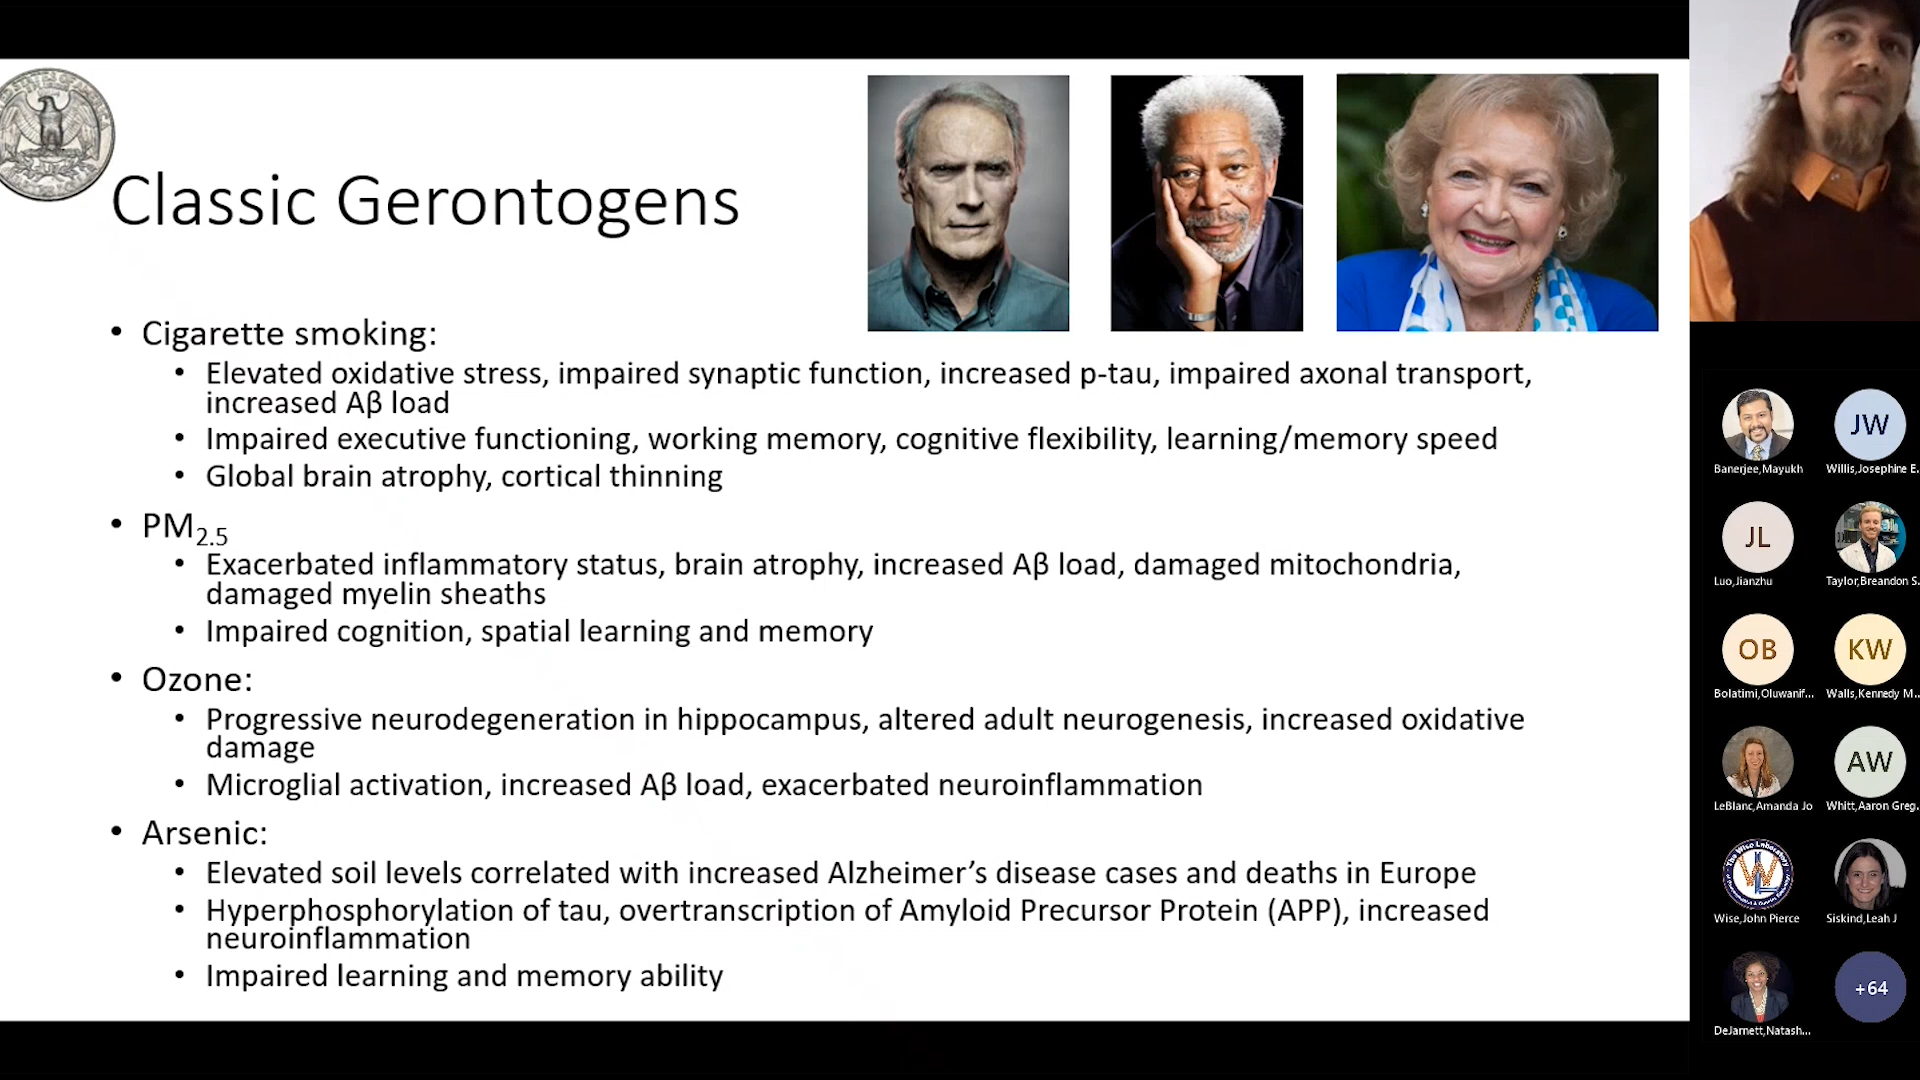 Classic Gerontogens
• Cigarette smoking:
• Elevated oxidative stress, impaired synaptic function, increased p-tau, impaired axonal transport,
increased Aβ load
• Impaired executive functioning, working memory, cognitive flexibility, learning/memory speed
• Global brain atrophy, cortical thinning
• PM2.5
• Exacerbated inflammatory status, brain atrophy, increased Aβ load, damaged mitochondria,
damaged myelin sheaths
• Impaired cognition, spatial learning and memory
• Ozone:
• Progressive neurodegeneration in hippocampus, altered adult neurogenesis, increased oxidative
damage
• Microglial activation, increased Aβ load, exacerbated neuroinflammation
• Arsenic:
• Elevated soil levels correlated with increased Alzheimer's disease cases and deaths in Europe
• Hyperphosphorylation of tau, overtranscription of Amyloid Precursor Protein (APP), increased
neuroinflammation
• Impaired learning and memory ability
JW
Banerjee,Mayukh
Willis,Josephine E.
JL
Luo,Jianzhu
Taylor,Breandon S.
OB
KW
Bolatimi,Oluwanif...
Walls,Kennedy M...
AW
LeBlanc,Amanda Jo
Whitt,Aaron Greg.
The Wise Laboratory
Wise,John Pierce
Siskind,Leah J
+64
DeJarnett,Natash...